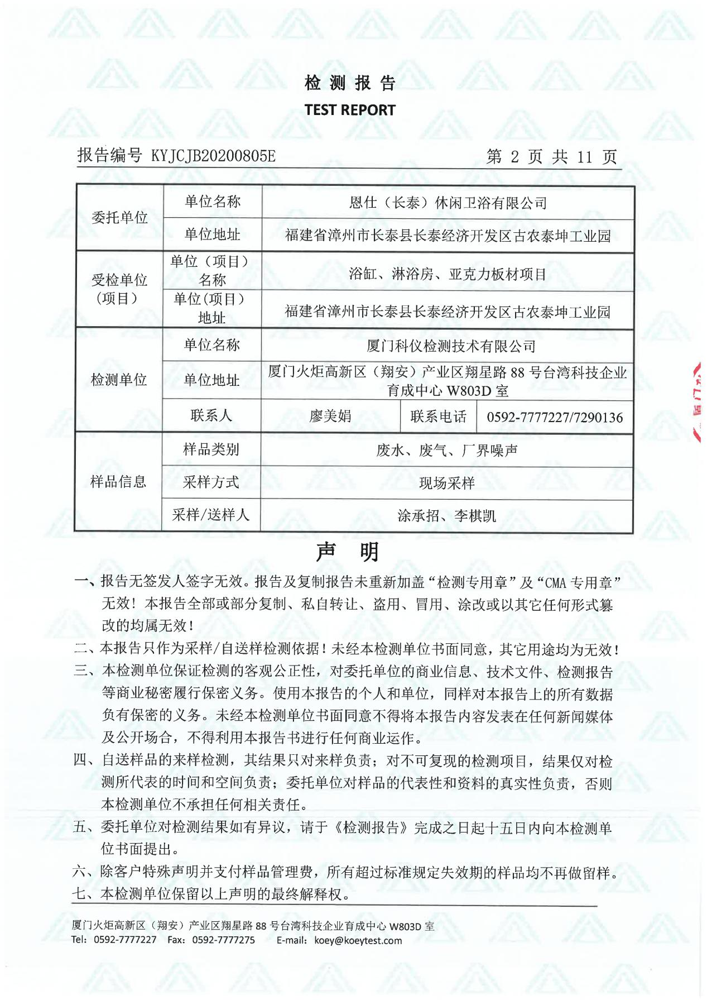 检测报告
TEST REPORT
报告编号 KYJCJB20200805E 第 2 页 共 11 页
委托单位
单位名称
恩仕（长泰）休闲卫浴有限公司
单位地址
福建省漳州市长泰县长泰经济开发区古农泰坤工业园
受检单位
（项目）
单位（项目）
名称
浴缸、淋浴房、亚克力板材项目
单位(项目)
地址
福建省漳州市长泰县长泰经济开发区古农泰坤工业园
检测单位
单位名称
厦门科仪检测技术有限公司
单位地址
厦门火炬高新区（翔安）产业区翔星路 88 号台湾科技企业
育成中心 W803D 室
联系人
廖美娟
联系电话
0592-7777227/7290136
样品信息
样品类别
废水、废气、厂界噪声
采样方式
现场采样
采样/送样人
涂承招、李棋凯
声 明
一、报告无签发人签字无效。报告及复制报告未重新加盖“检测专用章”及“CMA 专用章”
无效！本报告全部或部分复制、私自转让、盗用、冒用、涂改或以其它任何形式篡
改的均属无效！
二、本报告只作为采样/自送样检测依据！未经本检测单位书面同意，其它用途均为无效！
三、本检测单位保证检测的客观公正性，对委托单位的商业信息、技术文件、检测报告
等商业秘密履行保密义务。使用本报告的个人和单位，同样对本报告上的所有数据
负有保密的义务。未经本检测单位书面同意不得将本报告内容发表在任何新闻媒体
及公开场合，不得利用本报告书进行任何商业运作。
四、自送样品的来样检测，其结果只对来样负责；对不可复现的检测项目，结果仅对检
测所代表的时间和空间负责；委托单位对样品的代表性和资料的真实性负责，否则
本检测单位不承担任何相关责任。
五、委托单位对检测结果如有异议，请于《检测报告》完成之日起十五日内向本检测单
位书面提出。
六、除客户特殊声明并支付样品管理费，所有超过标准规定失效期的样品均不再做留样。
七、本检测单位保留以上声明的最终解释权。
厦门火炬高新区（翔安）产业区翔星路 88 号台湾科技企业育成中心 W803D 室
Tel：0592-7777227 Fax：0592-7777275 E-mail：koey@koeytest.com